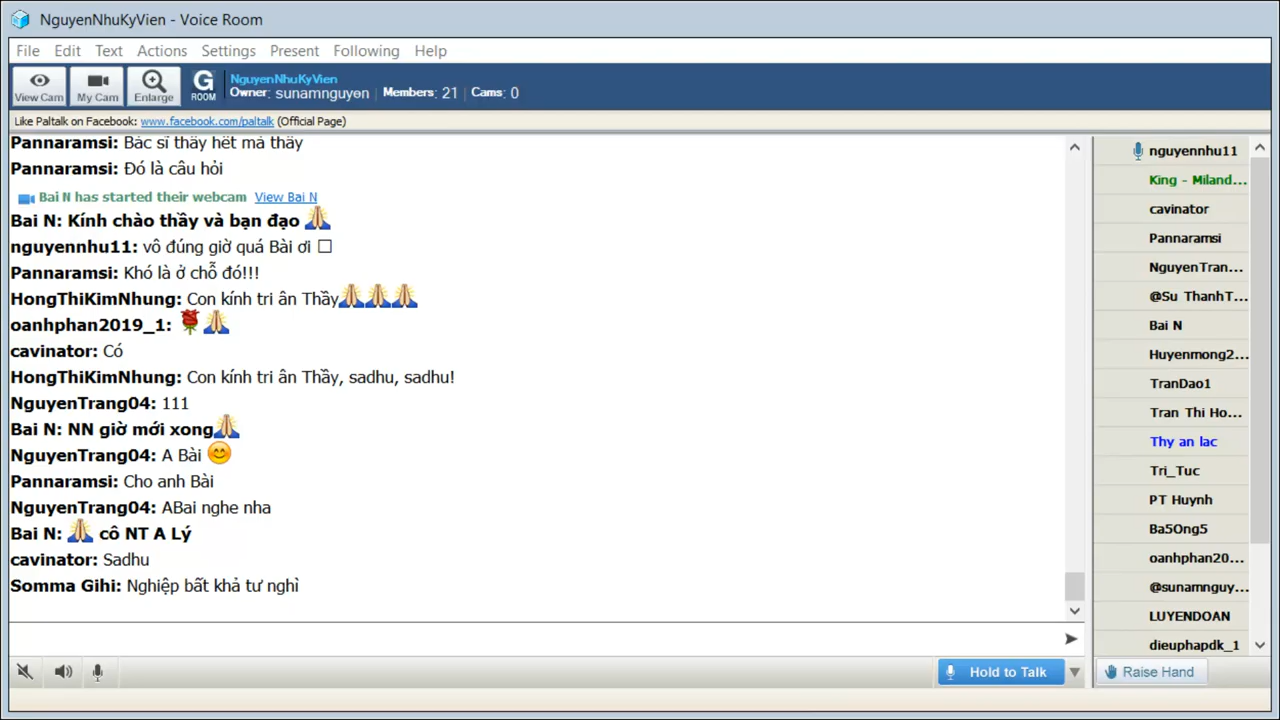 NguyenNhuKyVien - Voice Room
File Edit Text Actions Settings Present Following Help
View Cam My Cam Enlarge G ROOM
NguyenNhuKyVien
Owner: sunamnguyen | Members: 21 | Cams: 0
Like Paltalk on Facebook: www.facebook.com/paltalk (Official Page)
Pannaramsi: Bác sĩ thấy hết mà thầy
Pannaramsi: Đó là câu hỏi
Bai N has started their webcam View Bai N
Bai N: Kính chào thầy và bạn đạo
nguyennhu11: vô đúng giờ quá Bài ơi
Pannaramsi: Khó là ở chỗ đó!!!
HongThiKimNhung: Con kính tri ân Thầy
oanhphan2019_1:
cavinator: Có
HongThiKimNhung: Con kính tri ân Thầy, sadhu, sadhu!
NguyenTrang04: 111
Bai N: NN giờ mới xong
NguyenTrang04: A Bài
Pannaramsi: Cho anh Bài
NguyenTrang04: ABai nghe nha
Bai N: cô NT A Lý
cavinator: Sadhu
Somma Gihi: Nghiệp bất khả tư nghì
Hold to Talk
nguyennhu11
King - Miland...
cavinator
Pannaramsi
NguyenTran...
@Su ThanhT...
Bai N
Huyenmong2...
TranDao1
Tran Thi Ho...
Thy an lac
Tri_Tuc
PT Huynh
Ba5Ong5
oanhphan20...
@sunamnguy...
LUYENDOAN
dieuphapdk_1
Raise Hand